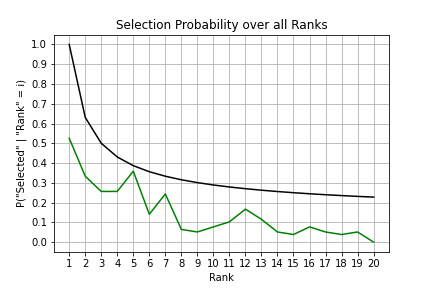 Selection Probability over all Ranks
P("Selected" | "Rank" = i)
1.0
0.9
0.8
0.7
0.6
0.5
0.4
0.3
0.2
0.1
0.0
1 2 3 4 5 6 7 8 9 10 11 12 13 14 15 16 17 18 19 20
Rank